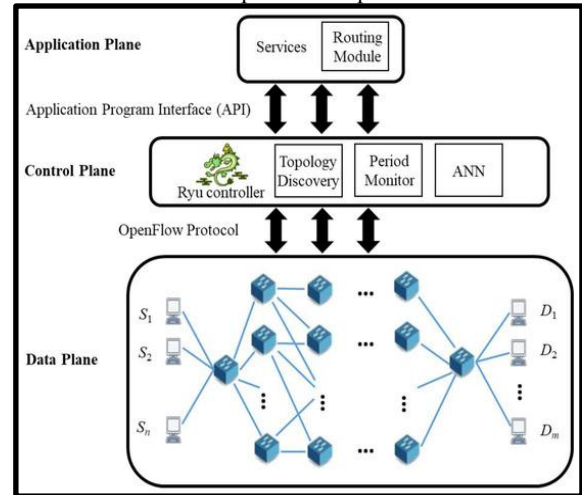 Application Plane
Services
Routing
Module
Application Program Interface (API)
Control Plane
Ryu controller
Topology
Discovery
Period
Monitor
ANN
OpenFlow Protocol
Data Plane
S1
S2
Sn
...
...
...
D1
D2
Dm